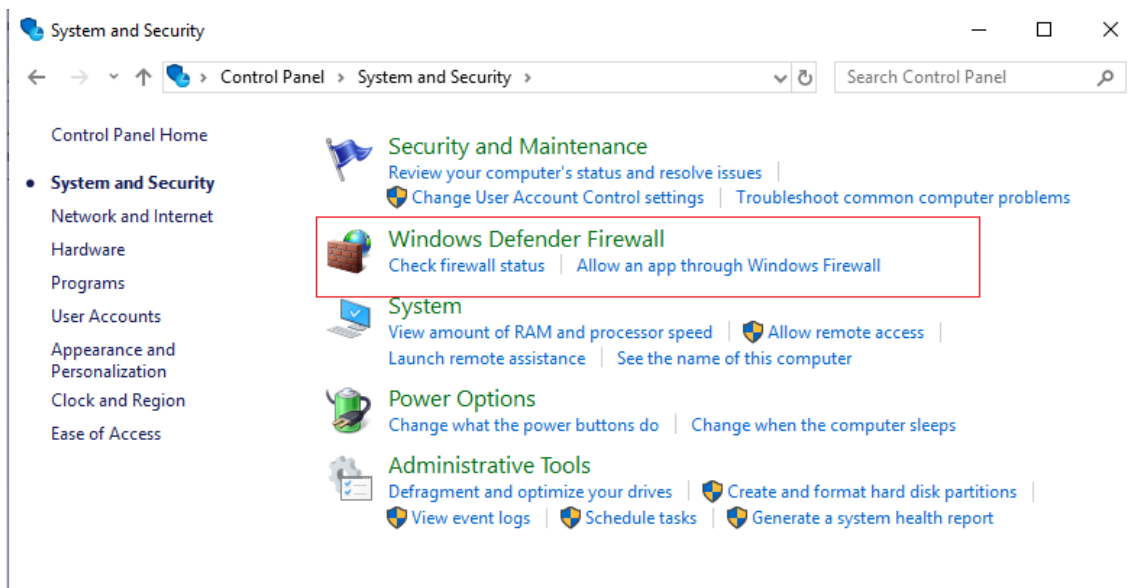 System and Security
Control Panel > System and Security >
Search Control Panel
Control Panel Home
System and Security
Network and Internet
Hardware
Programs
User Accounts
Appearance and
Personalization
Clock and Region
Ease of Access
Security and Maintenance
Review your computer's status and resolve issues
Change User Account Control settings
Troubleshoot common computer problems
Windows Defender Firewall
Check firewall status
Allow an app through Windows Firewall
System
View amount of RAM and processor speed
Allow remote access
Launch remote assistance
See the name of this computer
Power Options
Change what the power buttons do
Change when the computer sleeps
Administrative Tools
Defragment and optimize your drives
Create and format hard disk partitions
View event logs
Schedule tasks
Generate a system health report